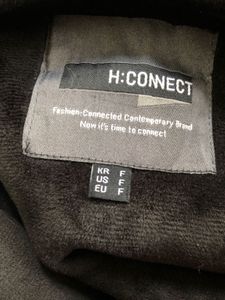 H:CONNECT
Fashion:Connected Contemporary Brand
Now it's time to connect
KR F
US F
EU F